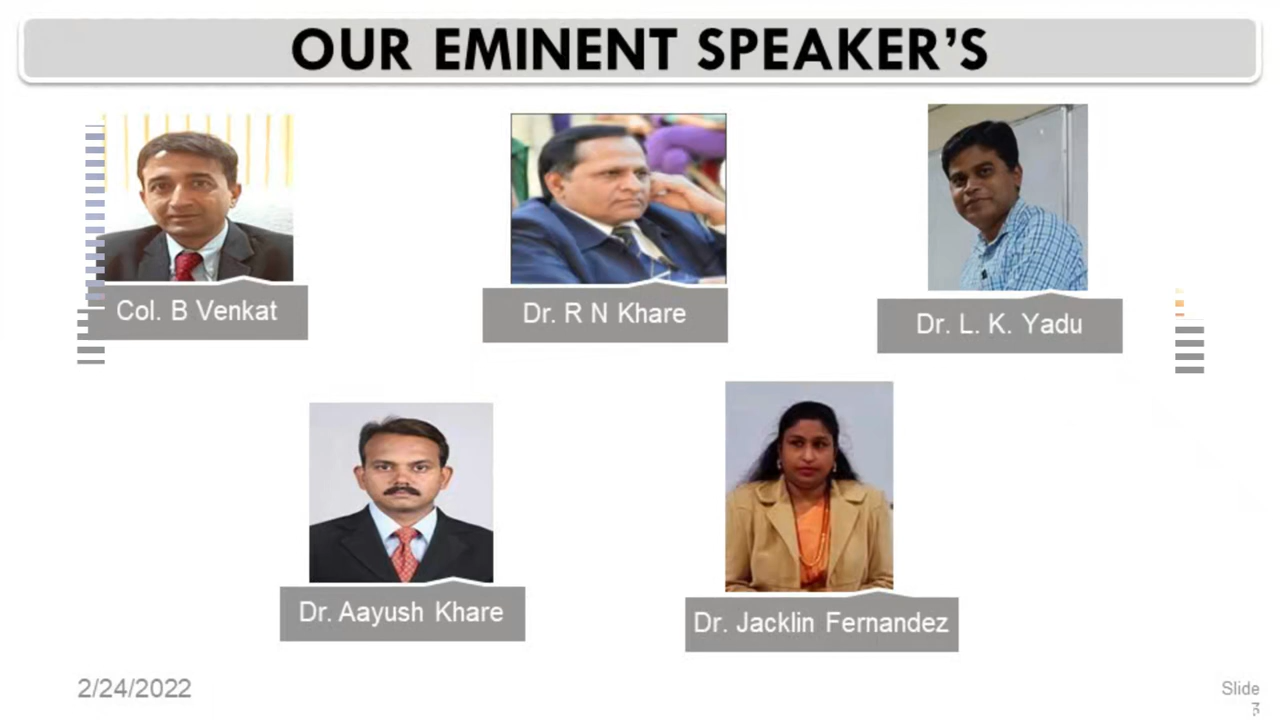 OUR EMINENT SPEAKER'S
Col. B Venkat
Dr. R N Khare
Dr. L. K. Yadu
Dr. Aayush Khare
Dr. Jacklin Fernandez
2/24/2022
Slide
3